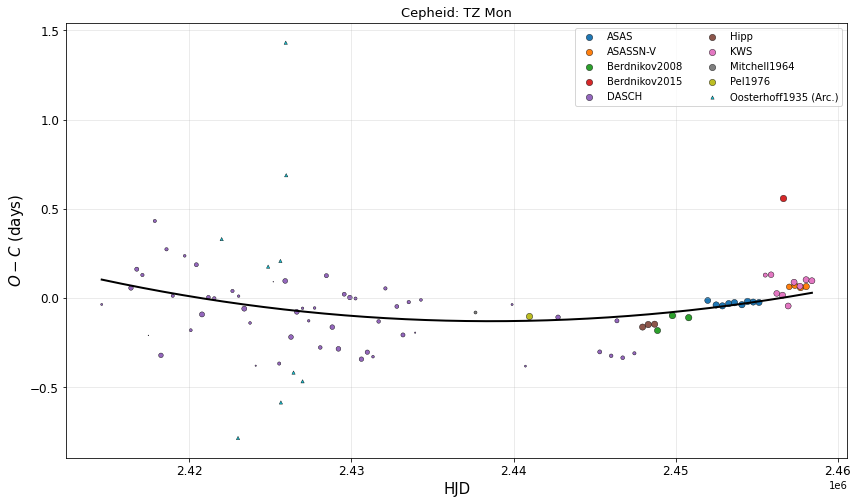 Cepheid: TZ Mon
O − C (days)
1.5
1.0
0.5
0.0
−0.5
ASAS
ASASSN-V
Berdnikov2008
Berdnikov2015
DASCH
Hipp
KWS
Mitchell1964
Pel1976
Oosterhoff1935 (Arc.)
2.42 2.43 2.44 2.45 2.46
1e6
HJD